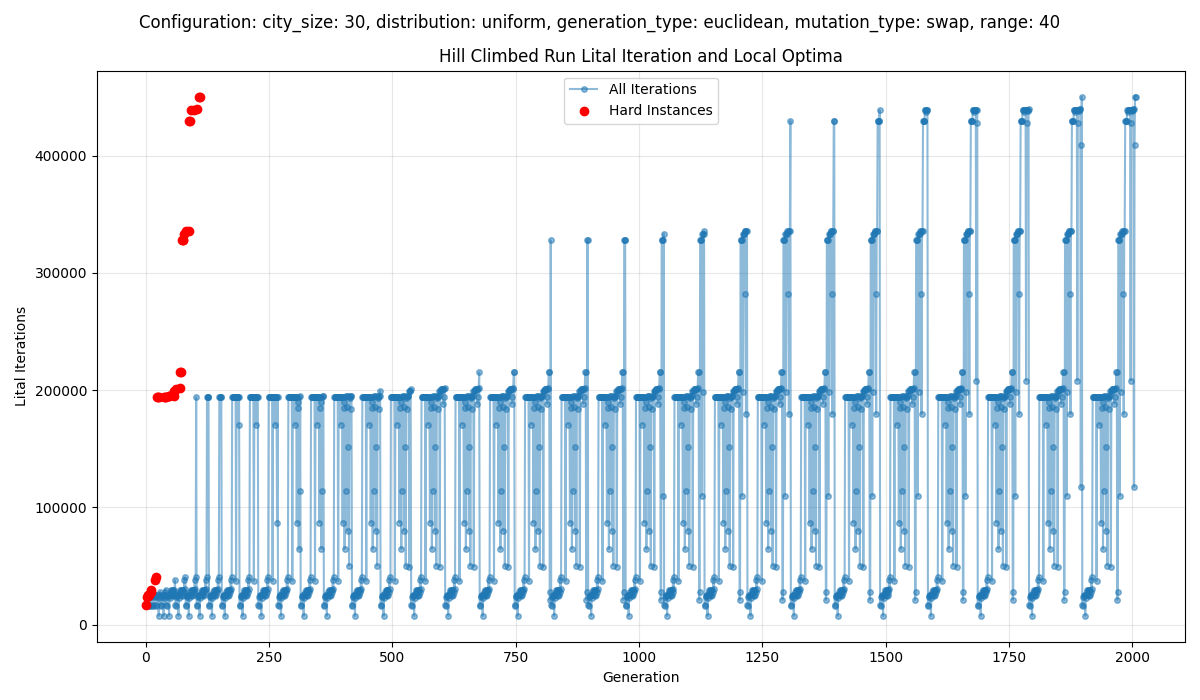 Configuration: city_size: 30, distribution: uniform, generation_type: euclidean, mutation_type: swap, range: 40
Hill Climbed Run Lital Iteration and Local Optima
All Iterations
Hard Instances
400000
300000
200000
100000
0
Lital Iterations
0 250 500 750 1000 1250 1500 1750 2000
Generation